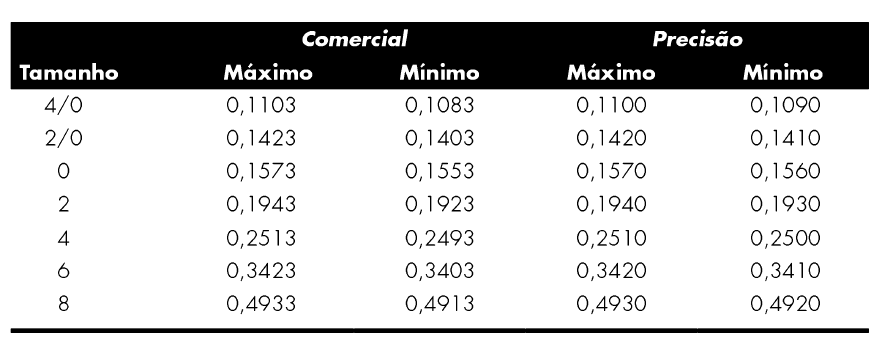 Comercial Precisão
Tamanho Máximo Mínimo Máximo Mínimo
4/0 0,1103 0,1083 0,1100 0,1090
2/0 0,1423 0,1403 0,1420 0,1410
0 0,1573 0,1553 0,1570 0,1560
2 0,1943 0,1923 0,1940 0,1930
4 0,2513 0,2493 0,2510 0,2500
6 0,3423 0,3403 0,3420 0,3410
8 0,4933 0,4913 0,4930 0,4920